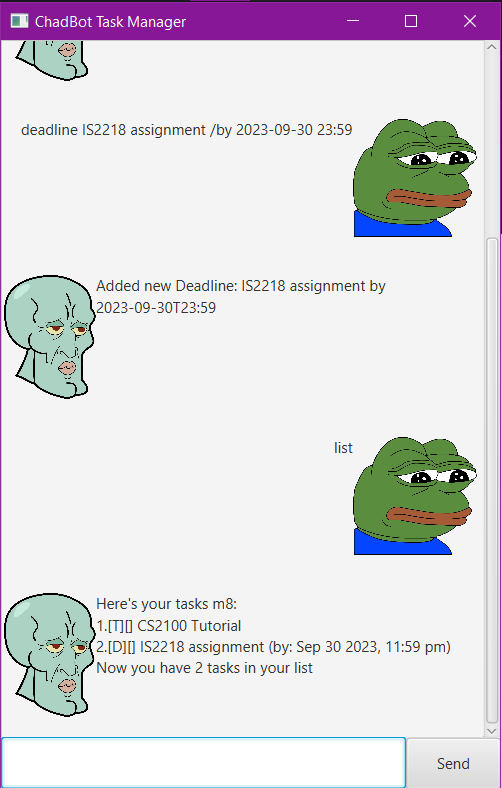 ChadBot Task Manager
deadline IS2218 assignment /by 2023-09-30 23:59
Added new Deadline: IS2218 assignment by
2023-09-30T23:59
list
Here's your tasks m8:
1.[T][] CS2100 Tutorial
2.[D][] IS2218 assignment (by: Sep 30 2023, 11:59 pm)
Now you have 2 tasks in your list
Send